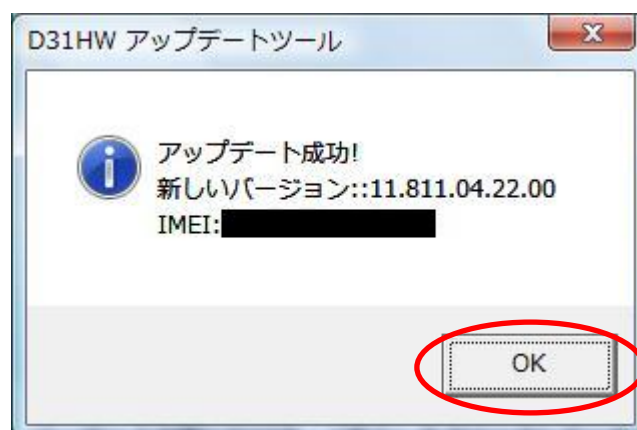 D31HW アップデートツール
アップデート成功!
新しいバージョン::11.811.04.22.00
IMEI:
OK